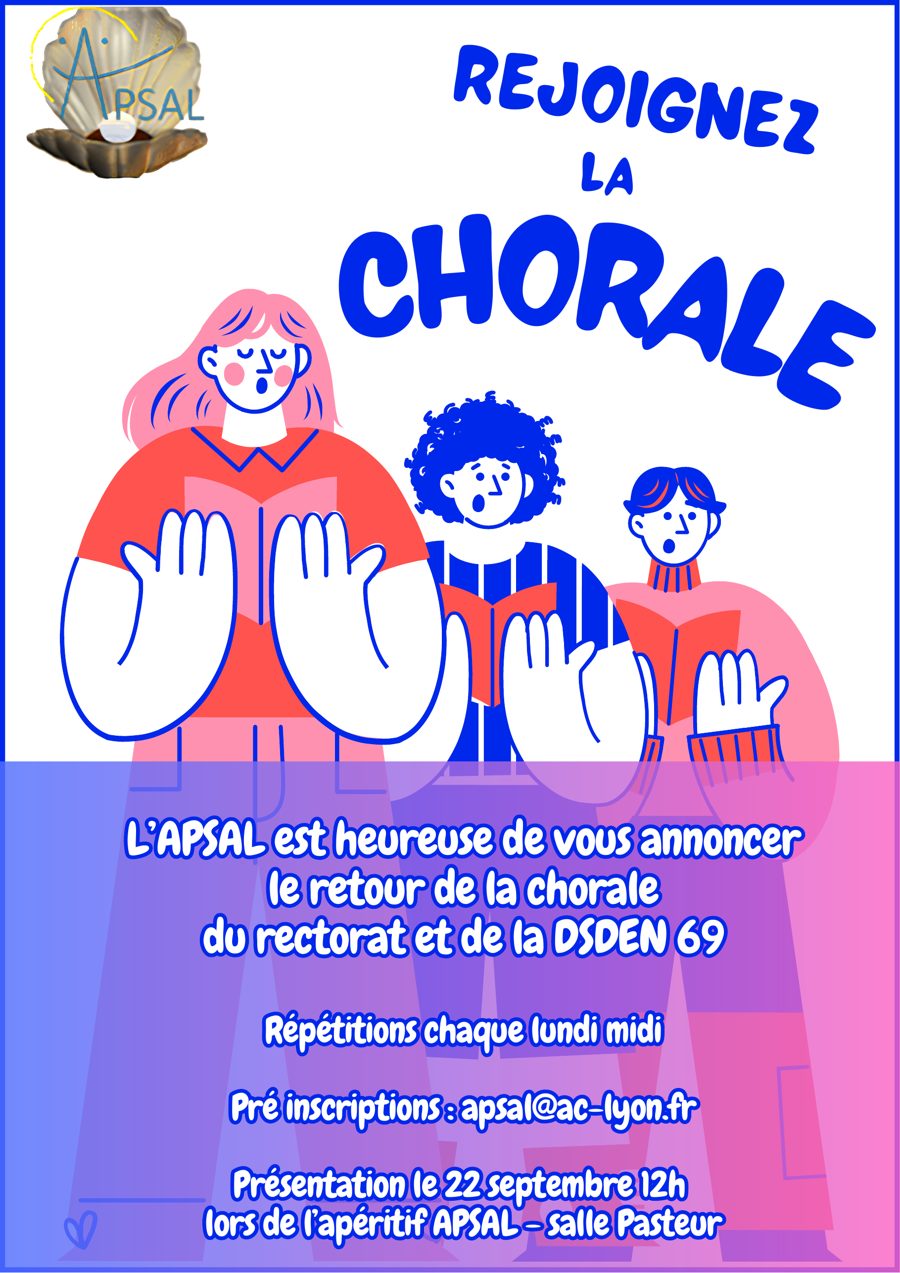 APSAL
REJOIGNEZ
LA
CHORALE
L'APSAL est heureuse de vous annoncer
le retour de la chorale
du rectorat et de la DSDEN 69
Répétitions chaque lundi midi
Pré inscriptions : apsal@ac-lyon.fr
Présentation le 22 septembre 12h
lors de l'apéritif APSAL - salle Pasteur